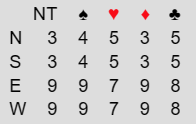 NT ♠ ♥ ♦ ♣
N 3 4 5 3 5
S 3 4 5 3 5
E 9 9 7 9 8
W 9 9 7 9 8